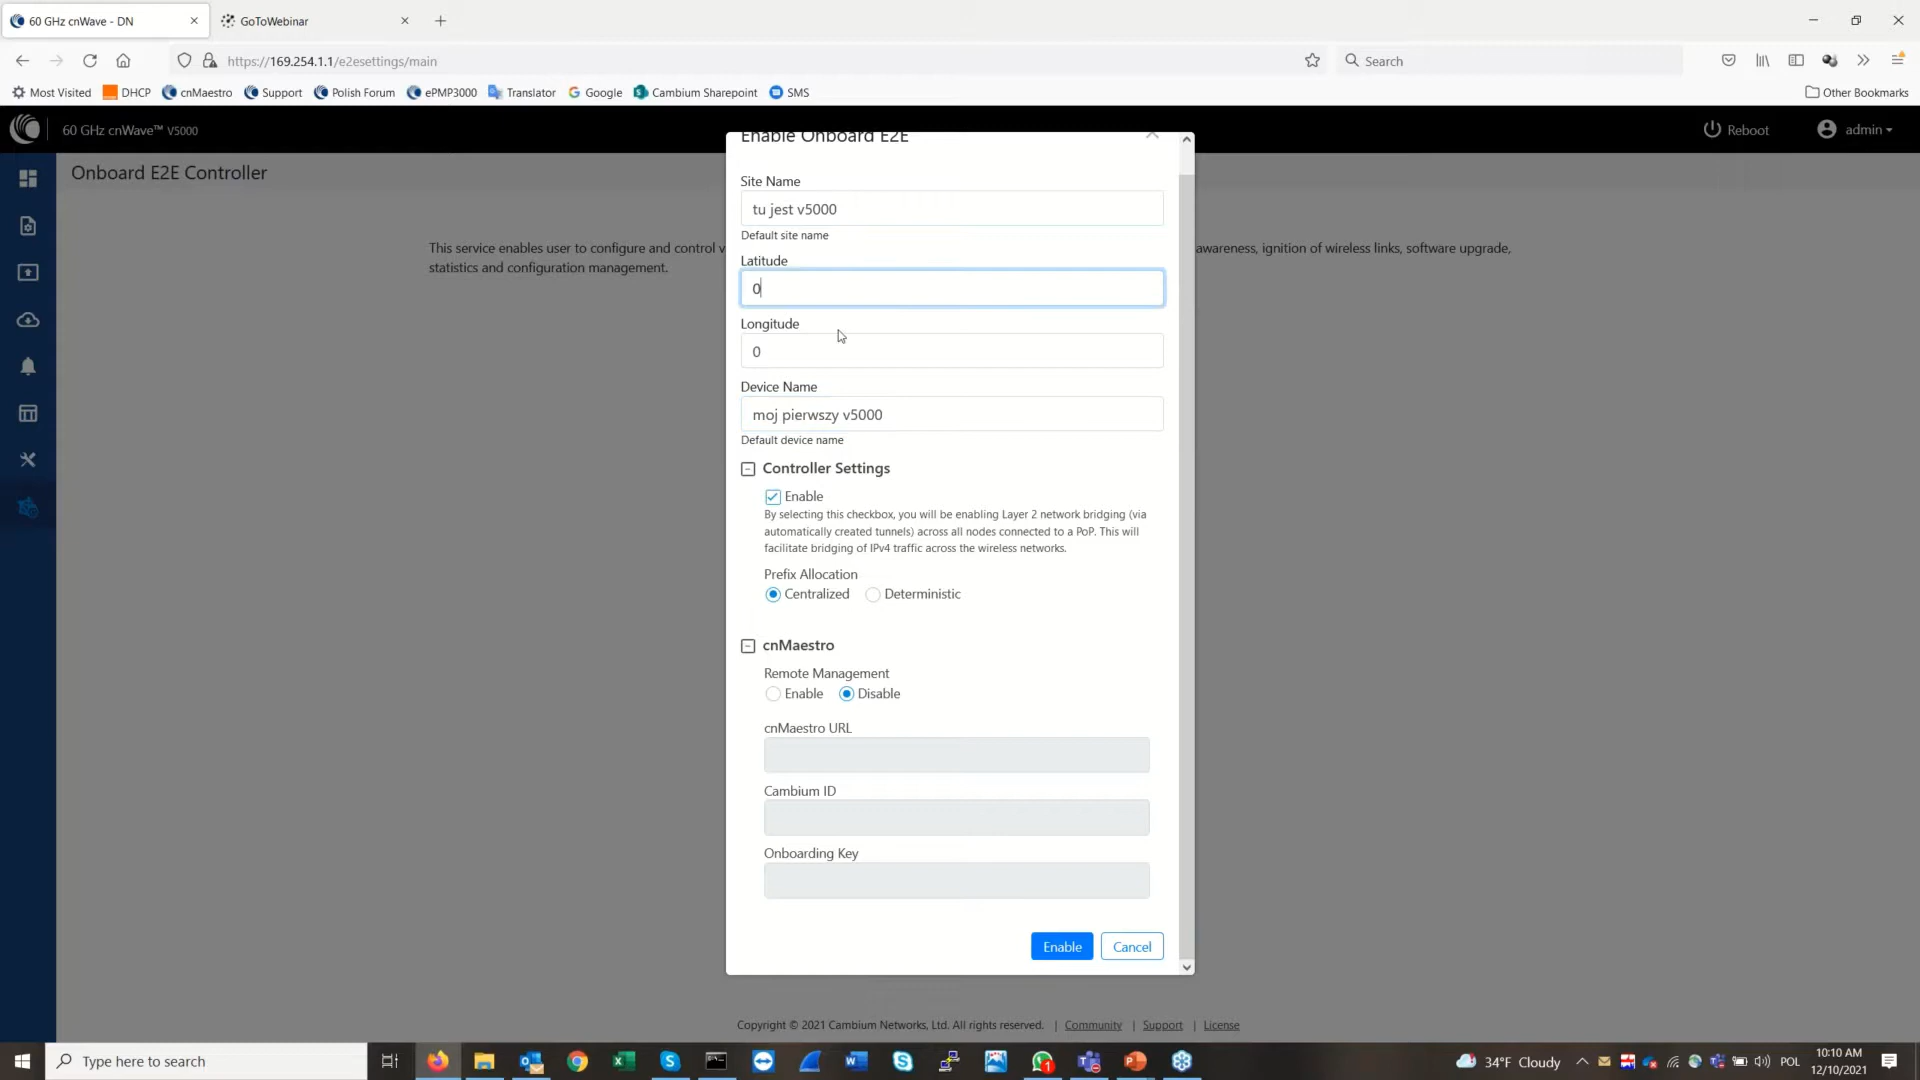 60 GHz cnWave - DN
GoToWebinar
https://169.254.1.1/e2esettings/main
Search
Most Visited
DHCP
cnMaestro
Support
Polish Forum
ePMP3000
Translator
Google
Cambium Sharepoint
SMS
Other Bookmarks
60 GHz cnWave™ V5000
Reboot
admin
Onboard E2E Controller
This service enables user to configure and control v
awareness, ignition of wireless links, software upgrade,
statistics and configuration management.
Enable Onboard E2E
Site Name
tu jest v5000
Default site name
Latitude
0
Longitude
0
Device Name
moj pierwszy v5000
Default device name
Controller Settings
Enable
By selecting this checkbox, you will be enabling Layer 2 network bridging (via
automatically created tunnels) across all nodes connected to a PoP. This will
facilitate bridging of IPv4 traffic across the wireless networks.
Prefix Allocation
Centralized Deterministic
cnMaestro
Remote Management
Enable Disable
cnMaestro URL
Cambium ID
Onboarding Key
Enable Cancel
Copyright © 2021 Cambium Networks, Ltd. All rights reserved. | Community | Support | License
Type here to search
34°F Cloudy
POL
10:10 AM
12/10/2021